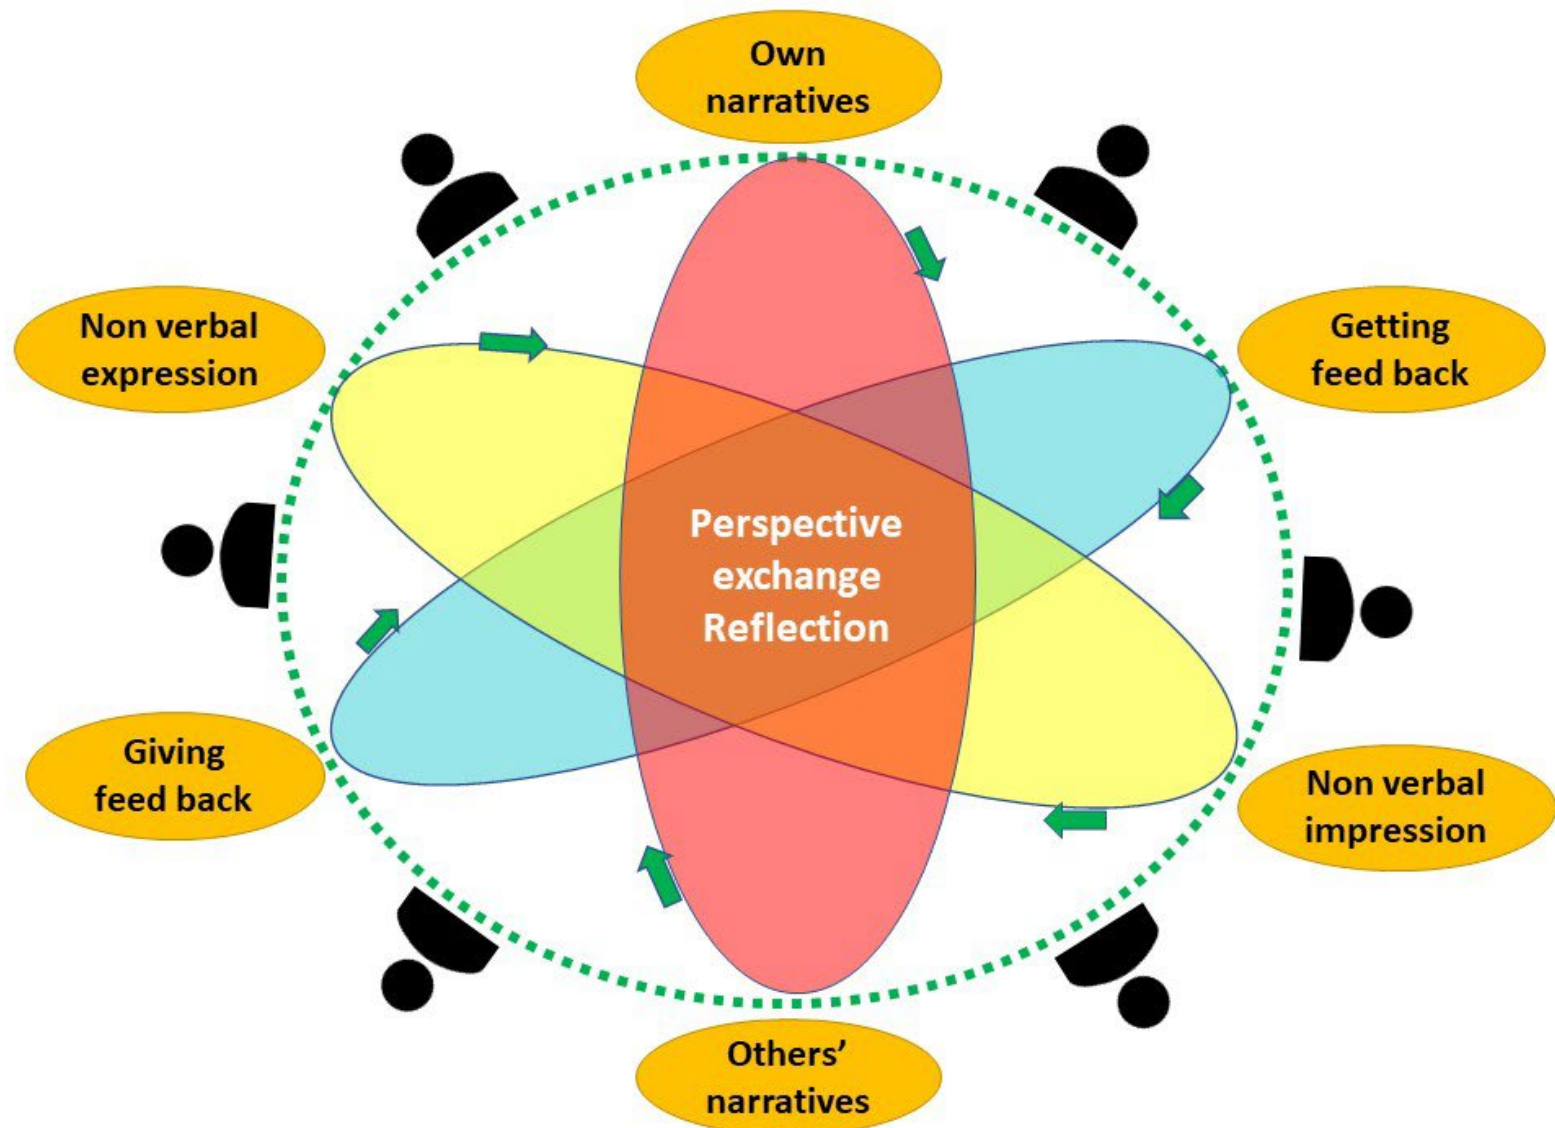 Own
narratives
Non verbal
expression
Getting
feed back
Perspective
exchange
Reflection
Giving
feed back
Non verbal
impression
Others’
narratives